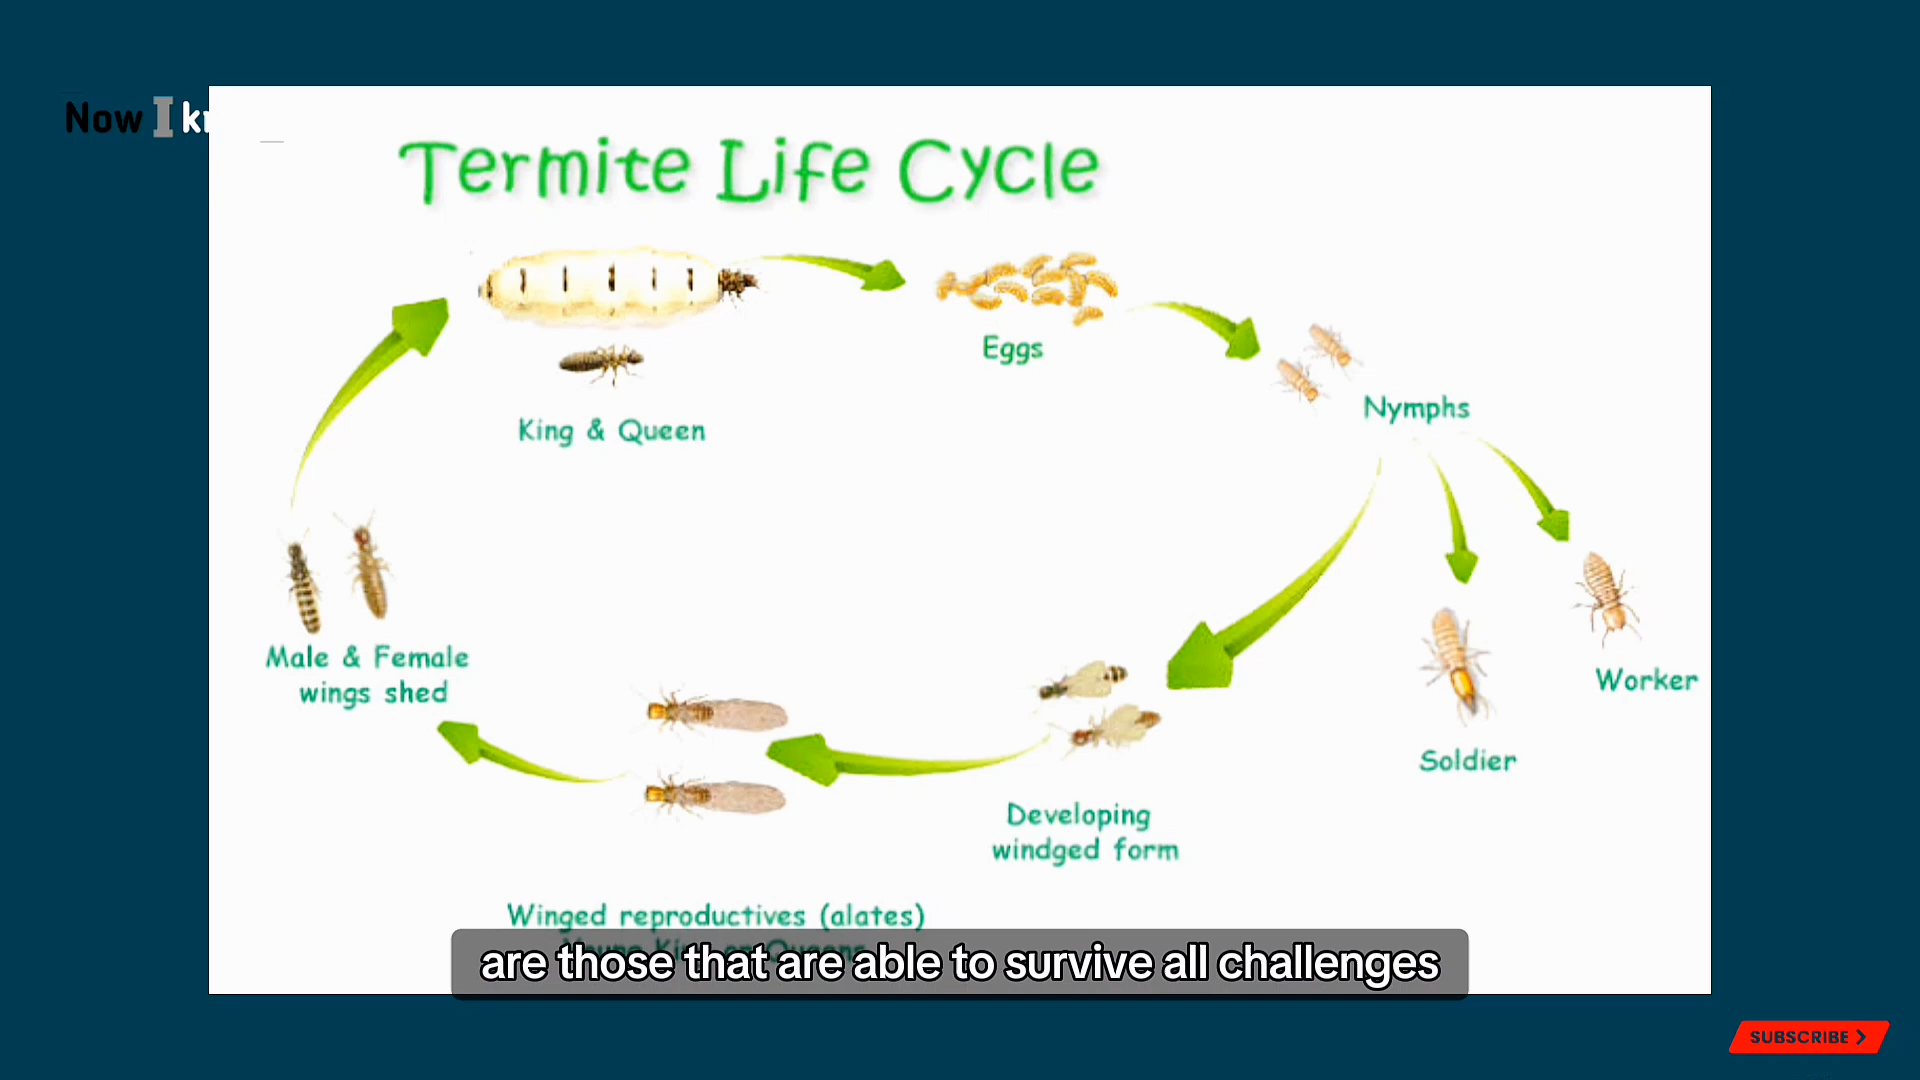 Now I kn
Termite Life Cycle
Eggs
Nymphs
King & Queen
Male & Female
wings shed
Worker
Soldier
Developing
windged form
Winged reproductives (alates)
are those that are able to survive all challenges
SUBSCRIBE